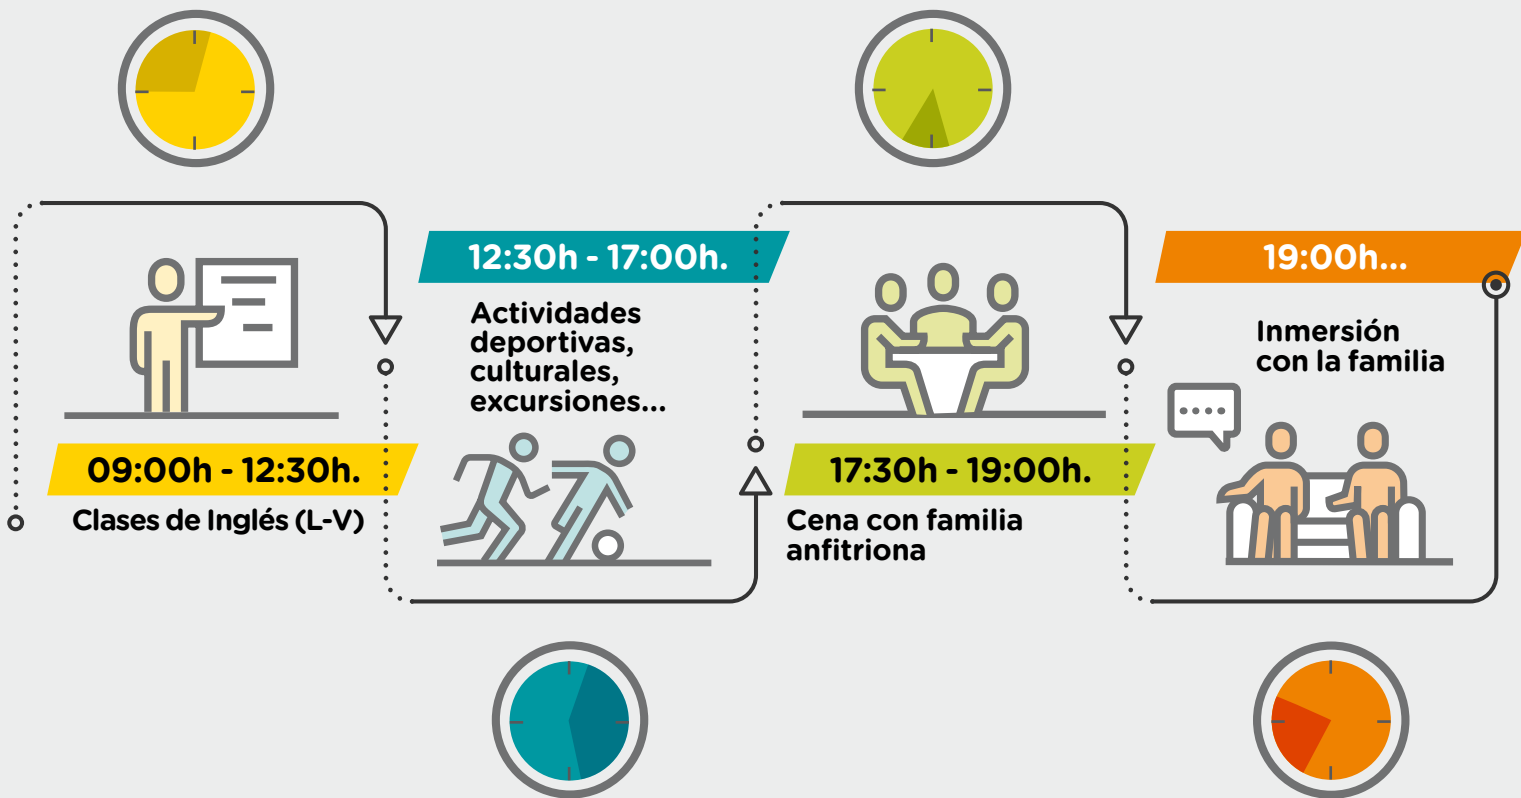 09:00h - 12:30h.
Clases de Inglés (L-V)
12:30h - 17:00h.
Actividades
deportivas,
culturales,
excursiones...
17:30h - 19:00h.
Cena con familia
anfitriona
19:00h...
Inmersión
con la familia